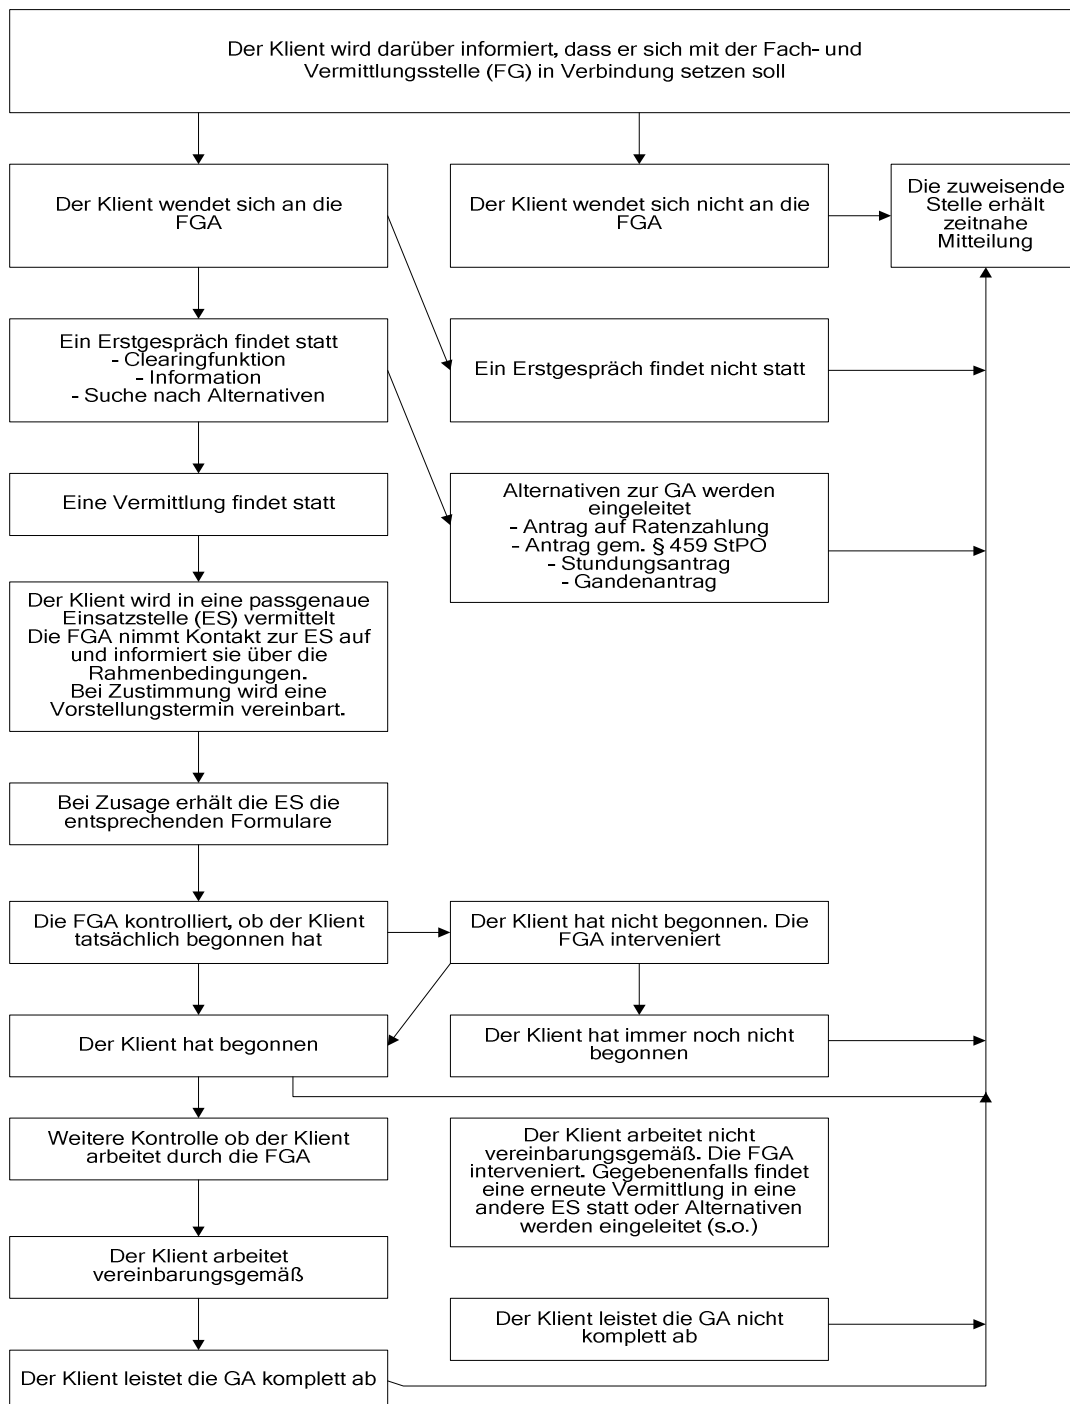 Der Klient wird darüber informiert, dass er sich mit der Fach- und
Vermittlungsstelle (FG) in Verbindung setzen soll
Der Klient wendet sich an die
FGA
Der Klient wendet sich nicht an die
FGA
Die zuweisende
Stelle erhält
zeitnahe
Mitteilung
Ein Erstgespräch findet statt
- Clearingfunktion
- Information
- Suche nach Alternativen
Ein Erstgespräch findet nicht statt
Eine Vermittlung findet statt
Alternativen zur GA werden
eingeleitet
- Antrag auf Ratenzahlung
- Antrag gem. § 459 StPO
- Stundungsantrag
- Gandenantrag
Der Klient wird in eine passgenaue
Einsatzstelle (ES) vermittelt
Die FGA nimmt Kontakt zur ES auf
und informiert sie über die
Rahmenbedingungen.
Bei Zustimmung wird eine
Vorstellungstermin vereinbart.
Bei Zusage erhält die ES die
entsprechenden Formulare
Die FGA kontrolliert, ob der Klient
tatsächlich begonnen hat
Der Klient hat nicht begonnen. Die
FGA interveniert
Der Klient hat begonnen
Der Klient hat immer noch nicht
begonnen
Weitere Kontrolle ob der Klient
arbeitet durch die FGA
Der Klient arbeitet nicht
vereinbarungsgemäß. Die FGA
interveniert. Gegebenenfalls findet
eine erneute Vermittlung in eine
andere ES statt oder Alternativen
werden eingeleitet (s.o.)
Der Klient arbeitet
vereinbarungsgemäß
Der Klient leistet die GA nicht
komplett ab
Der Klient leistet die GA komplett ab